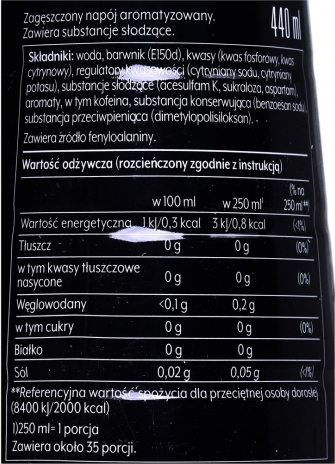 Zagęszczony napój aromatyzowany.
Zawiera substancje słodzące.
440 ml
Składniki: woda, barwnik (E150d), kwasy (kwas fosforowy, kwas
cytrynowy), regulatory kwasowości (cytryniany sodu, cytryniany
potasu), substancje słodzące (acesulfam K, sukraloza, aspartam),
aromaty, w tym kofeina, substancja konserwująca (benzoesan sodu),
substancja przeciwpieniąca (dimetylopolisiloksan).
Zawiera źródło fenyloalaniny.
Wartość odżywcza (rozcieńczony zgodnie z instrukcją)
w 100 ml w 250 ml¹ (% na 250 ml**)
Wartość energetyczna 1 kJ/0,3 kcal 3 kJ/0,8 kcal (<1%)
Tłuszcz 0 g 0 g (0%)
w tym kwasy tłuszczowe
nasycone 0 g 0 g (0%)
Węglowodany <0,1 g 0,2 g
w tym cukry 0 g 0 g (0%)
Białko 0 g 0 g
Sól 0,02 g 0,05 g (<1%)
**Referencyjna wartość spożycia dla przeciętnej osoby dorosłej
(8400 kJ/2000 kcal)
1)250 ml= 1 porcja
Zawiera około 35 porcji.